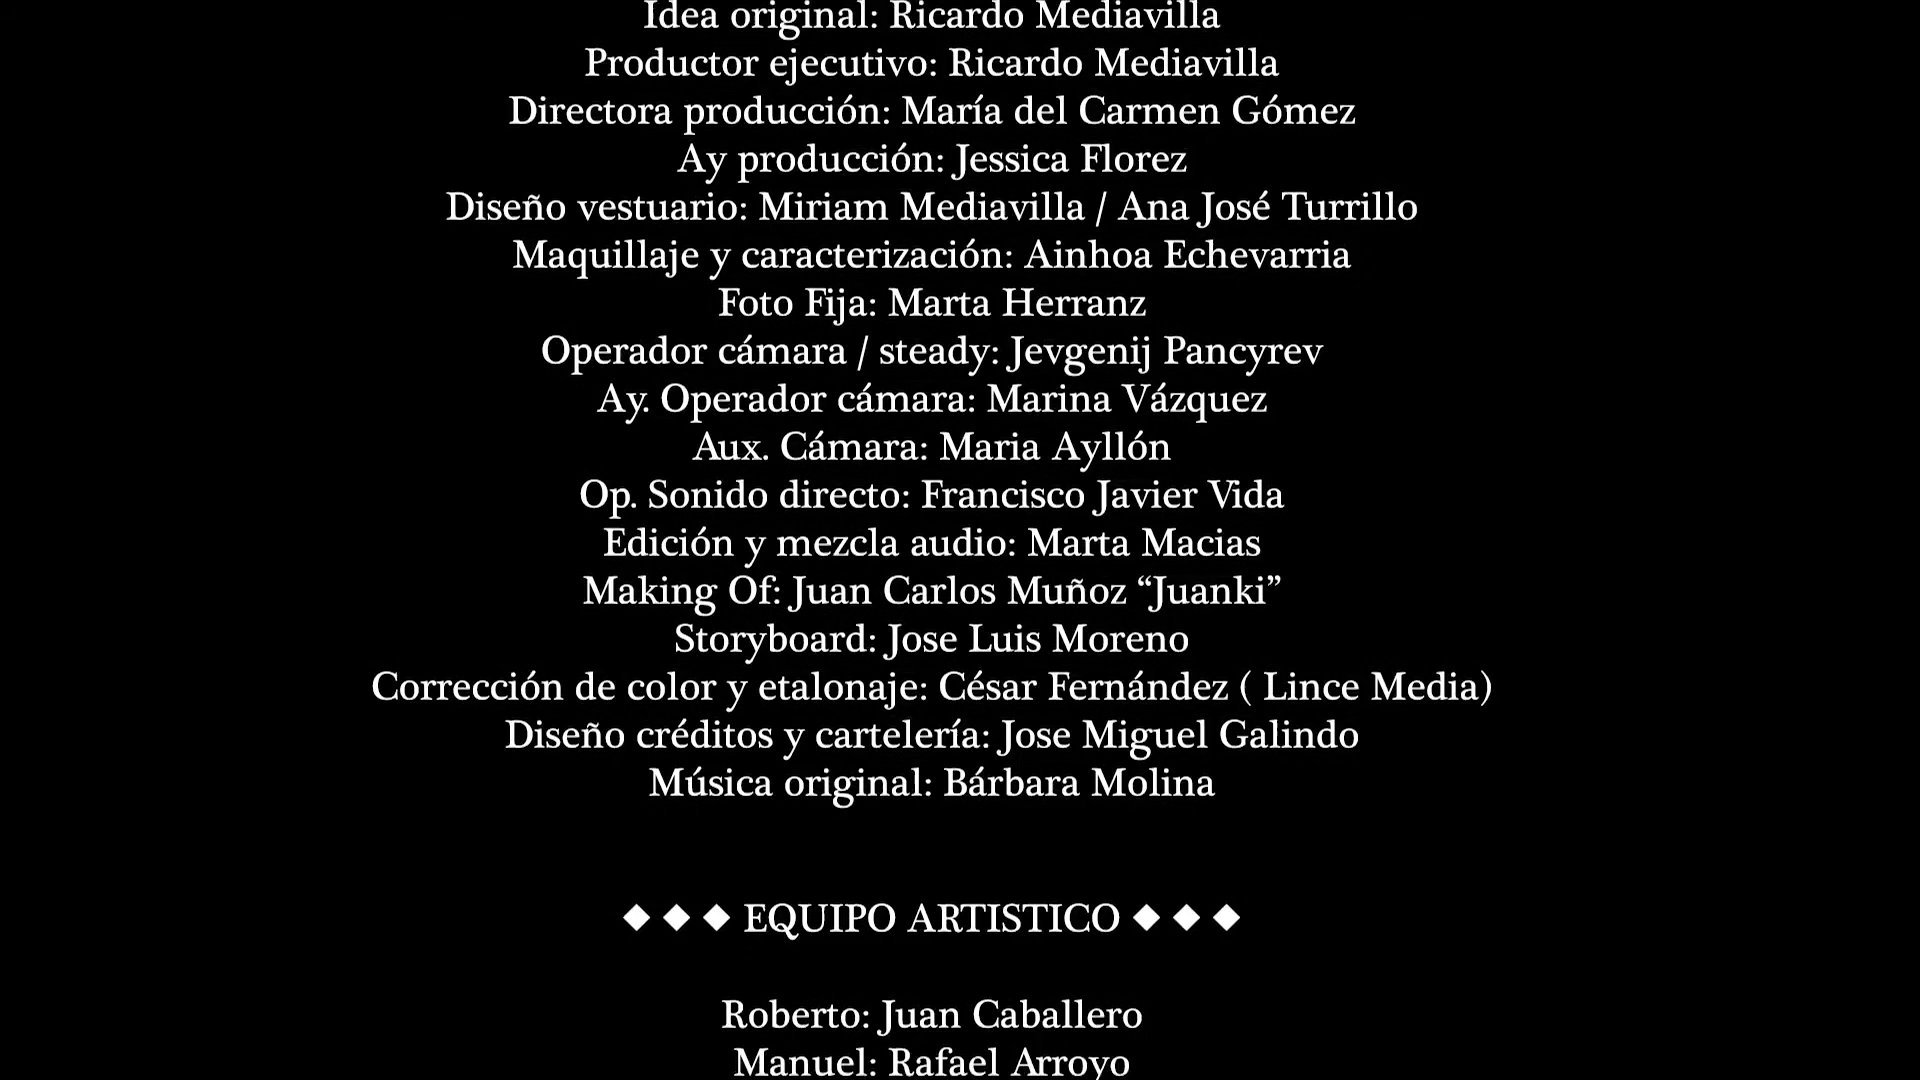 Idea original: Ricardo Mediavilla
Productor ejecutivo: Ricardo Mediavilla
Directora producción: María del Carmen Gómez
Ay producción: Jessica Florez
Diseño vestuario: Miriam Mediavilla / Ana José Turrillo
Maquillaje y caracterización: Ainhoa Echevarria
Foto Fija: Marta Herranz
Operador cámara / steady: Jevgenij Pancyrev
Ay. Operador cámara: Marina Vázquez
Aux. Cámara: Maria Ayllón
Op. Sonido directo: Francisco Javier Vida
Edición y mezcla audio: Marta Macias
Making Of: Juan Carlos Muñoz “Juanki”
Storyboard: Jose Luis Moreno
Corrección de color y etalonaje: César Fernández ( Lince Media)
Diseño créditos y cartelería: Jose Miguel Galindo
Música original: Bárbara Molina
◆ ◆ ◆ EQUIPO ARTISTICO ◆ ◆ ◆
Roberto: Juan Caballero
Manuel: Rafael Arroyo